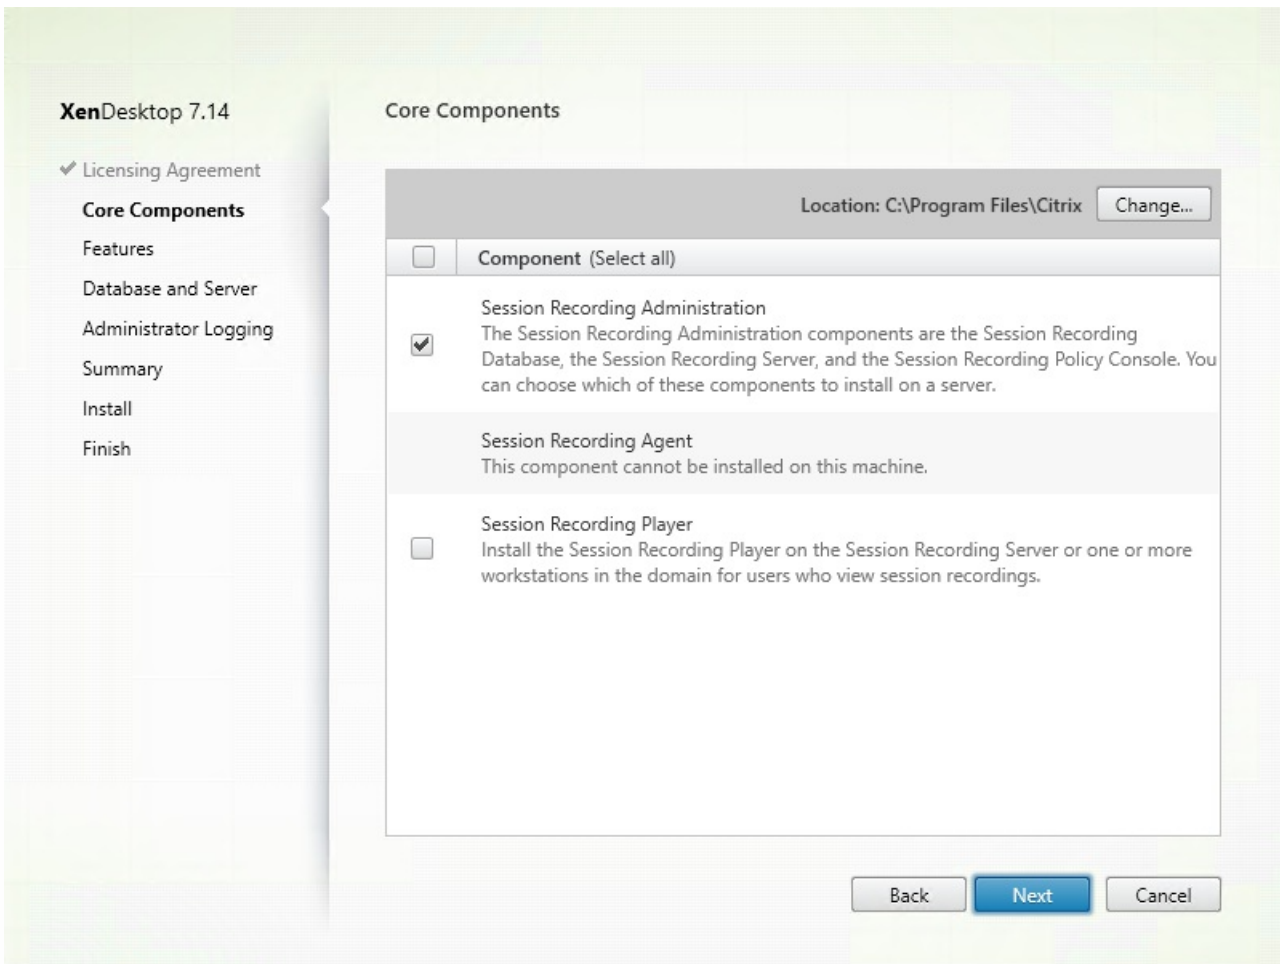 XenDesktop 7.14
Core Components
Licensing Agreement
Core Components
Features
Database and Server
Administrator Logging
Summary
Install
Finish
Location: C:\Program Files\Citrix
Change...
Component (Select all)
Session Recording Administration
The Session Recording Administration components are the Session Recording
Database, the Session Recording Server, and the Session Recording Policy Console. You
can choose which of these components to install on a server.
Session Recording Agent
This component cannot be installed on this machine.
Session Recording Player
Install the Session Recording Player on the Session Recording Server or one or more
workstations in the domain for users who view session recordings.
Back
Next
Cancel